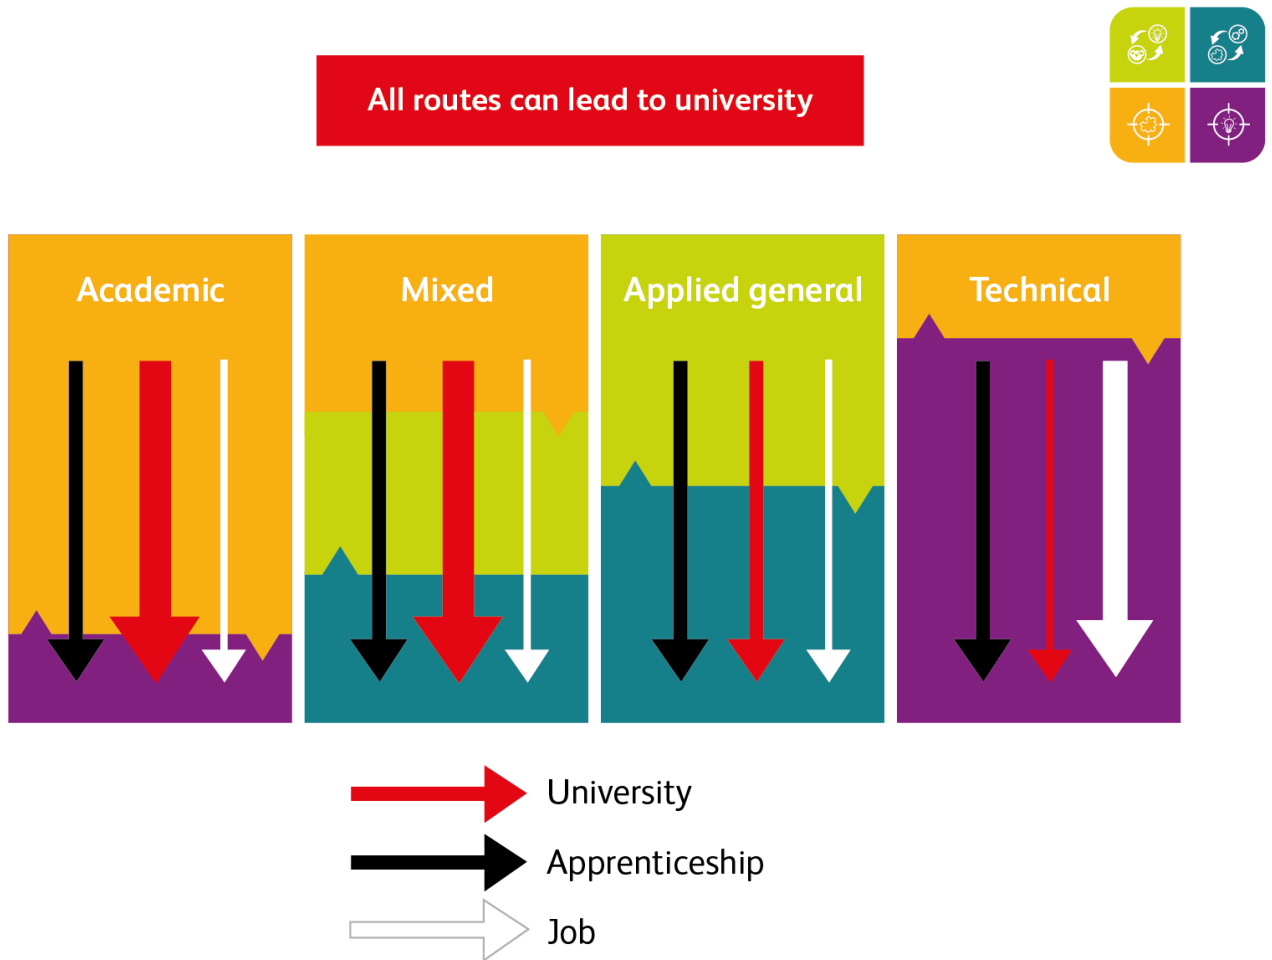 All routes can lead to university
Academic
Mixed
Applied general
Technical
University
Apprenticeship
Job